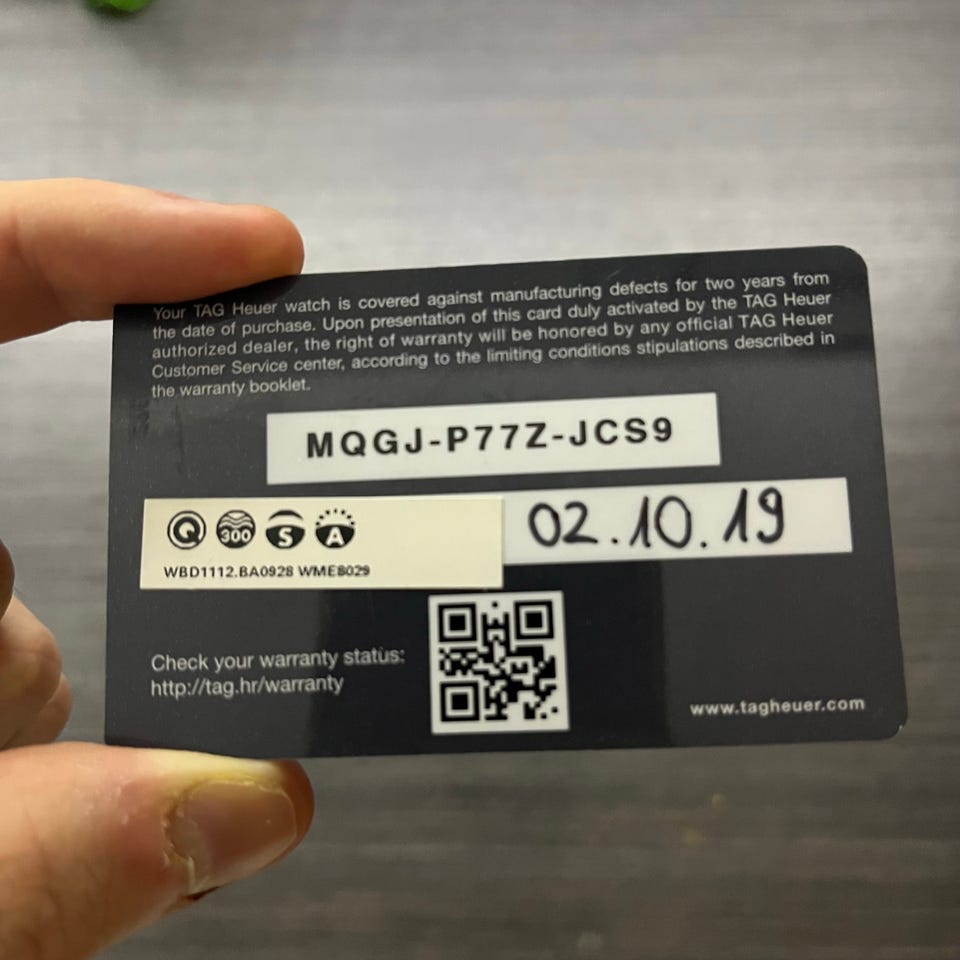 Your TAG Heuer watch is covered against manufacturing defects for two years from
the date of purchase. Upon presentation of this card duly activated by the TAG Heuer
authorized dealer, the right of warranty will be honored by any official TAG Heuer
Customer Service center, according to the limiting conditions stipulations described in
the warranty booklet.
MQGJ-P77Z-JCS9
Q 300 S A
02.10.19
WBD1112.BA0928 WME8029
Check your warranty status:
http://tag.hr/warranty
www.tagheuer.com